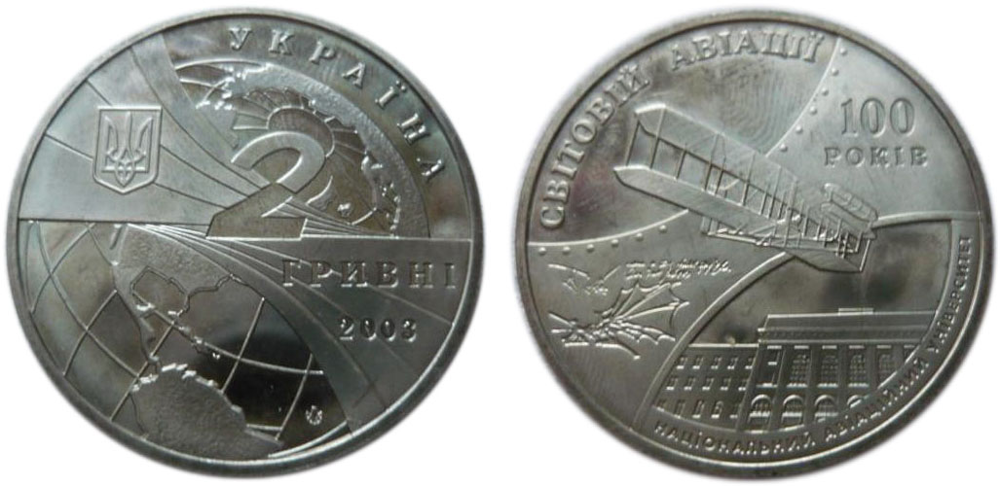 УКРАЇНА
2
ГРИВНІ
2003
СВІТОВІЙ АВІАЦІЇ
100
РОКІВ
НАЦІОНАЛЬНИЙ АВІАЦІЙНИЙ УНІВЕРСИТЕТ